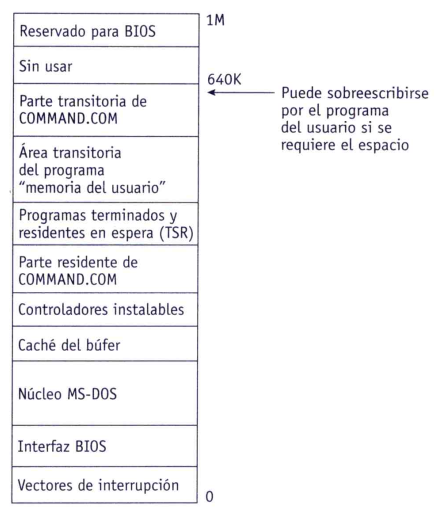 1M
Reservado para BIOS
Sin usar
640K
Parte transitoria de
COMMAND.COM
Puede sobreescribirse
por el programa
del usuario si se
requiere el espacio
Área transitoria
del programa
“memoria del usuario”
Programas terminados y
residentes en espera (TSR)
Parte residente de
COMMAND.COM
Controladores instalables
Caché del búfer
Núcleo MS-DOS
Interfaz BIOS
Vectores de interrupción
0